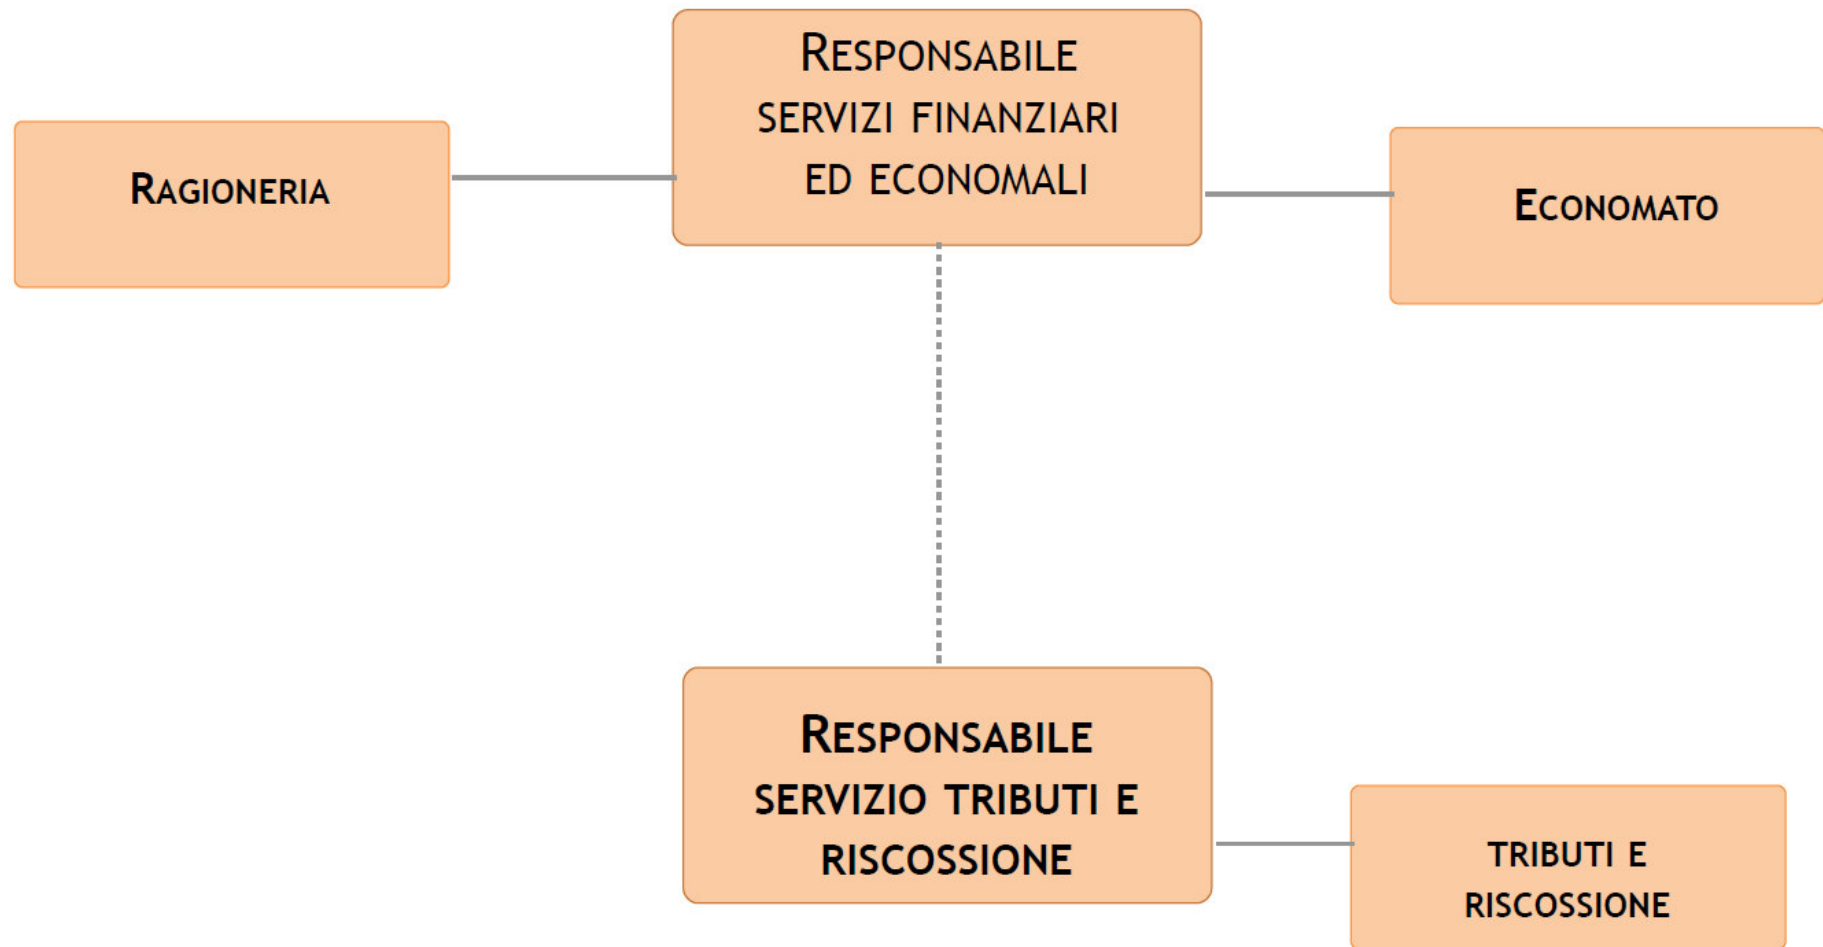 Responsabile
servizi finanziari
ed economali
Ragioneria
Economato
Responsabile
servizio tributi e
riscossione
tributi e
riscossione